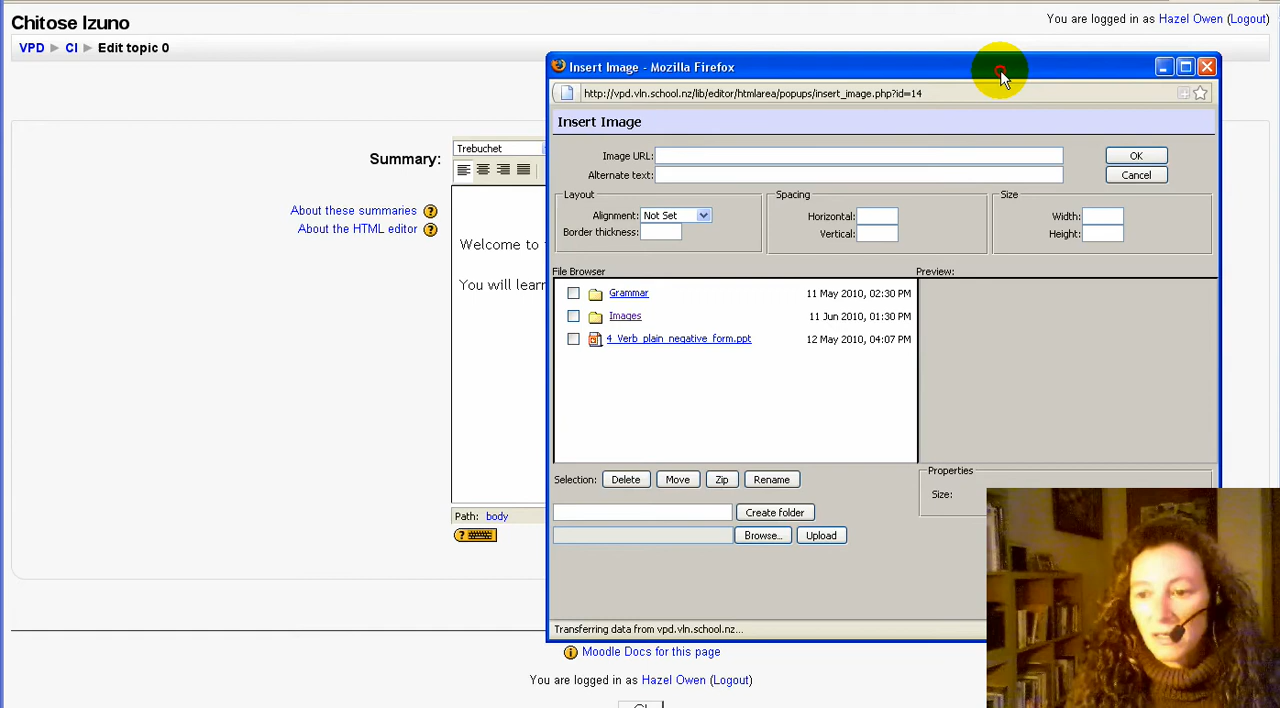 Chitose Izuno
You are logged in as Hazel Owen (Logout)
VPD ► CI ► Edit topic 0
Insert Image - Mozilla Firefox
http://vpd.vln.school.nz/lib/editor/htmlarea/popups/insert_image.php?id=14
Insert Image
Summary:
Trebuchet
Image URL:
OK
Alternate text:
Cancel
Layout
Spacing
Size
About these summaries
Alignment: Not Set
Horizontal:
Width:
About the HTML editor
Border thickness:
Vertical:
Height:
Welcome to
File Browser
Preview:
You will lear
Grammar 11 May 2010, 02:30 PM
Images 11 Jun 2010, 01:30 PM
4_Verb_plain_negative_form.ppt 12 May 2010, 04:07 PM
Properties
Selection: Delete Move Zip Rename
Size:
Path: body
Create folder
Browse... Upload
Transferring data from vpd.vln.school.nz...
Moodle Docs for this page
You are logged in as Hazel Owen (Logout)